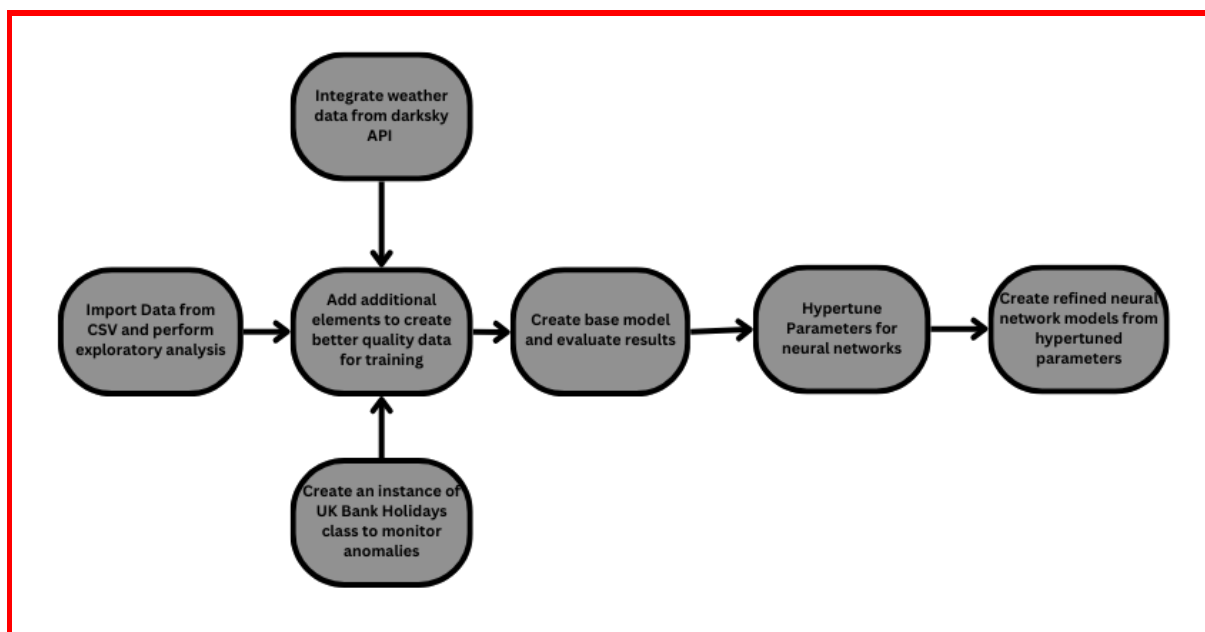 Integrate weather
data from darksky
API
Import Data from
CSV and perform
exploratory analysis
Add additional
elements to create
better quality data
for training
Create base model
and evaluate results
Hypertune
Parameters for
neural networks
Create refined neural
network models from
hypertuned
parameters
Create an instance of
UK Bank Holidays
class to monitor
anomalies